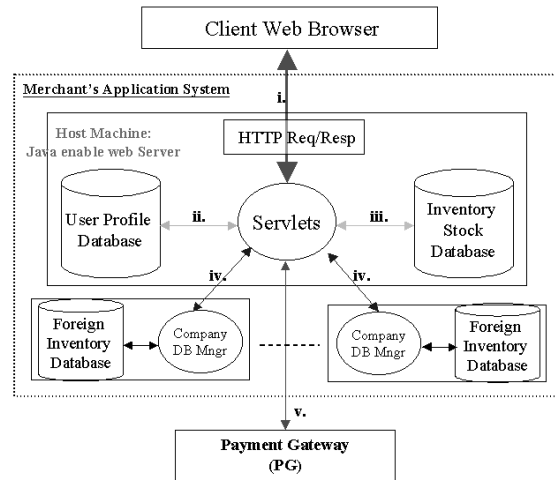 Client Web Browser
Merchant's Application System
i.
Host Machine:
Java enable web Server
HTTP Req/Resp
User Profile
Database
ii.
Servlets
iii.
Inventory
Stock
Database
iv.
iv.
Foreign
Inventory
Database
Company
DB Mngr
Company
DB Mngr
Foreign
Inventory
Database
v.
Payment Gateway
(PG)